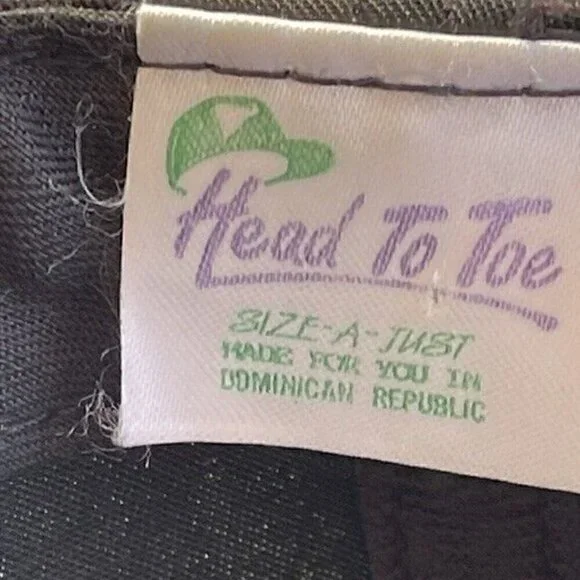 Head To Toe
SIZE-A-JUST
MADE FOR YOU IN
DOMINICAN REPUBLIC